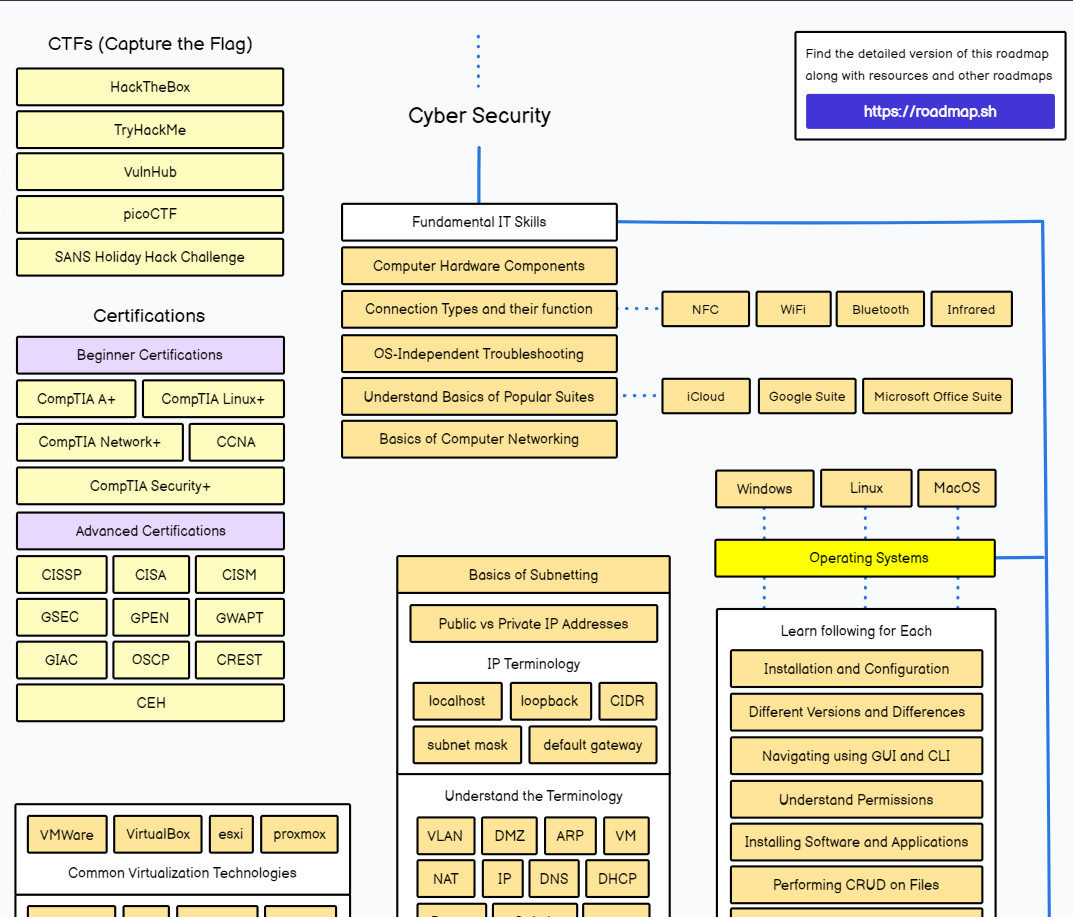 CTFs (Capture the Flag)
HackTheBox
TryHackMe
VulnHub
picoCTF
SANS Holiday Hack Challenge
Certifications
Beginner Certifications
CompTIA A+ CompTIA Linux+
CompTIA Network+ CCNA
CompTIA Security+
Advanced Certifications
CISSP CISA CISM
GSEC GPEN GWAPT
GIAC OSCP CREST
CEH
VMWare VirtualBox esxi proxmox
Common Virtualization Technologies
Cyber Security
Fundamental IT Skills
Computer Hardware Components
Connection Types and their function
NFC WiFi Bluetooth Infrared
OS-Independent Troubleshooting
Understand Basics of Popular Suites
iCloud Google Suite Microsoft Office Suite
Basics of Computer Networking
Find the detailed version of this roadmap
along with resources and other roadmaps
https://roadmap.sh
Windows Linux MacOS
Operating Systems
Learn following for Each
Installation and Configuration
Different Versions and Differences
Navigating using GUI and CLI
Understand Permissions
Installing Software and Applications
Performing CRUD on Files
Basics of Subnetting
Public vs Private IP Addresses
IP Terminology
localhost loopback CIDR
subnet mask default gateway
Understand the Terminology
VLAN DMZ ARP VM
NAT IP DNS DHCP